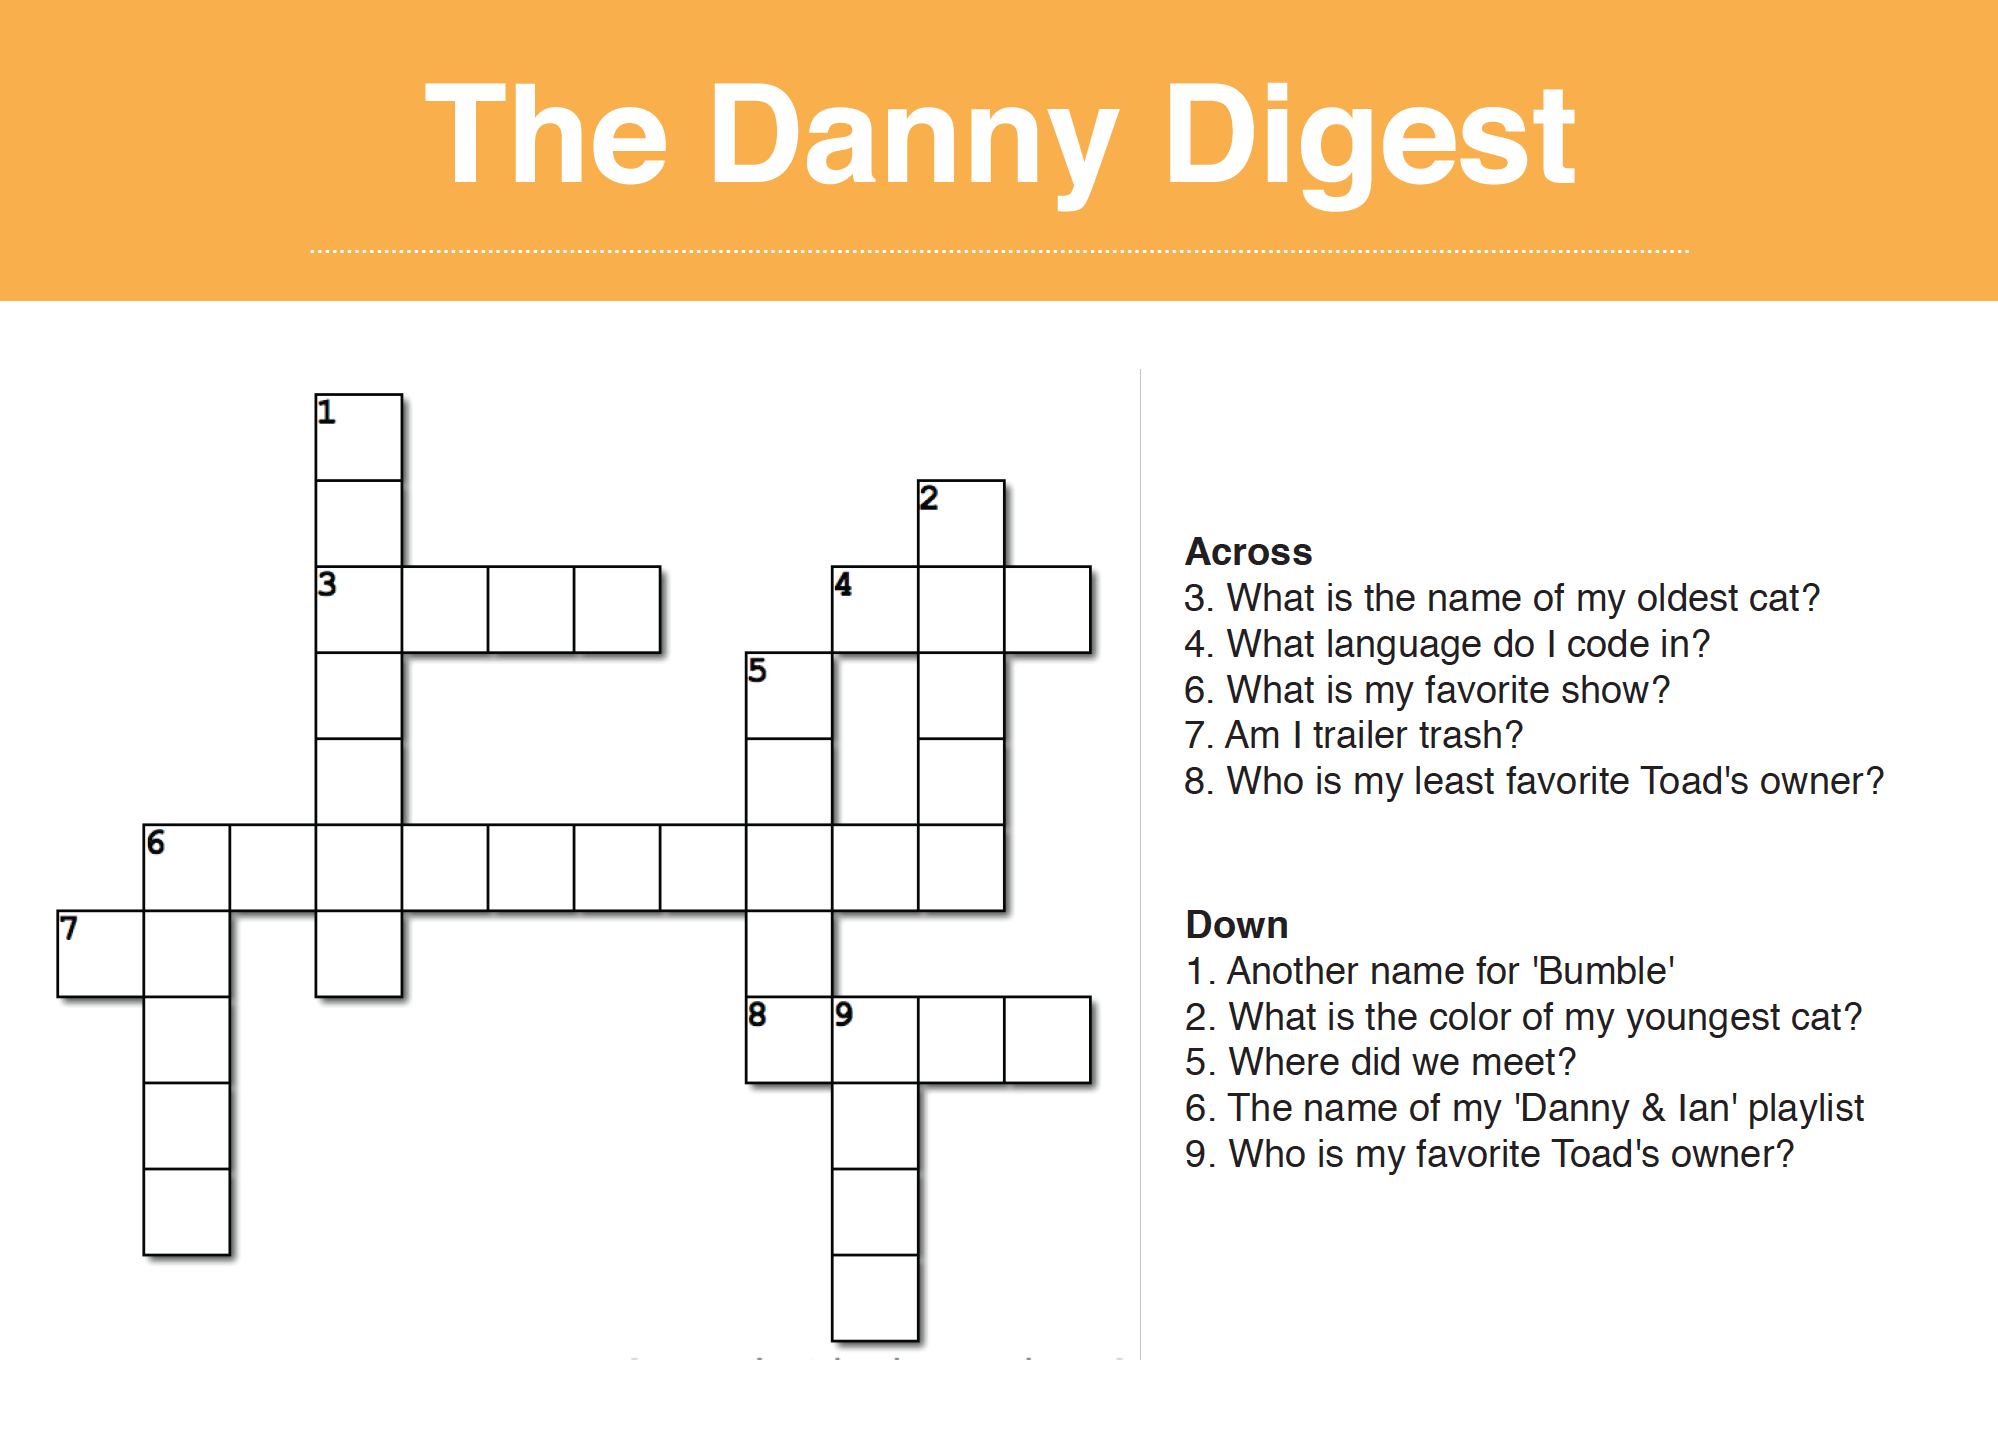 The Danny Digest
1
2
3
4
5
6
7
8
9
Across
3. What is the name of my oldest cat?
4. What language do I code in?
6. What is my favorite show?
7. Am I trailer trash?
8. Who is my least favorite Toad's owner?
Down
1. Another name for 'Bumble'
2. What is the color of my youngest cat?
5. Where did we meet?
6. The name of my 'Danny & Ian' playlist
9. Who is my favorite Toad's owner?